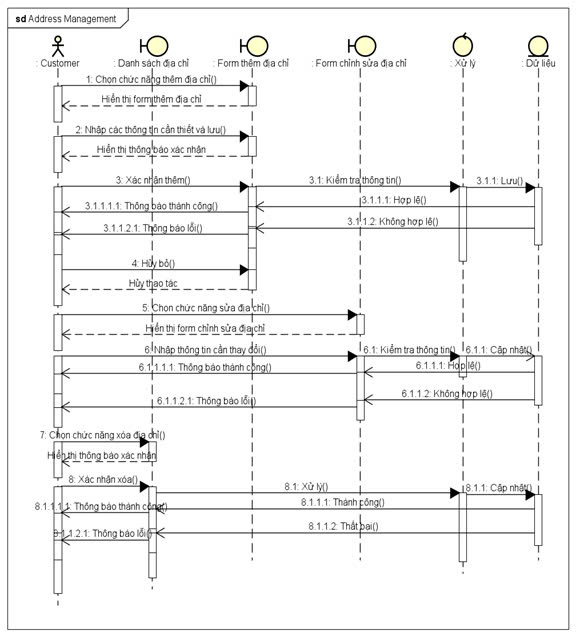 sd Address Management
: Customer
: Danh sách địa chỉ
: Form thêm địa chỉ
: Form chỉnh sửa địa chỉ
: Xử lý
: Dữ liệu
1: Chọn chức năng thêm địa chỉ()
Hiển thị form thêm địa chỉ
2: Nhập các thông tin cần thiết và lưu()
Hiển thị thông báo xác nhận
3: Xác nhận thêm()
3.1: Kiểm tra thông tin()
3.1.1: Lưu()
3.1.1.1: Hợp lệ()
3.1.1.1.1: Thông báo thành công()
3.1.1.2: Không hợp lệ()
3.1.1.2.1: Thông báo lỗi()
4: Hủy bỏ()
Hủy thao tác
5: Chọn chức năng sửa địa chỉ()
Hiển thị form chỉnh sửa địa chỉ
6: Nhập thông tin cần thay đổi()
6.1: Kiểm tra thông tin()
6.1.1: Cập nhật()
6.1.1.1: Hợp lệ()
6.1.1.1.1: Thông báo thành công()
6.1.1.2: Không hợp lệ()
6.1.1.2.1: Thông báo lỗi()
7: Chọn chức năng xóa địa chỉ()
Hiển thị thông báo xác nhận
8: Xác nhận xóa()
8.1: Xử lý()
8.1.1: Cập nhật()
8.1.1.1: Thành công()
8.1.1.1.1: Thông báo thành công()
8.1.1.2: Thất bại()
8.1.1.2.1: Thông báo lỗi()